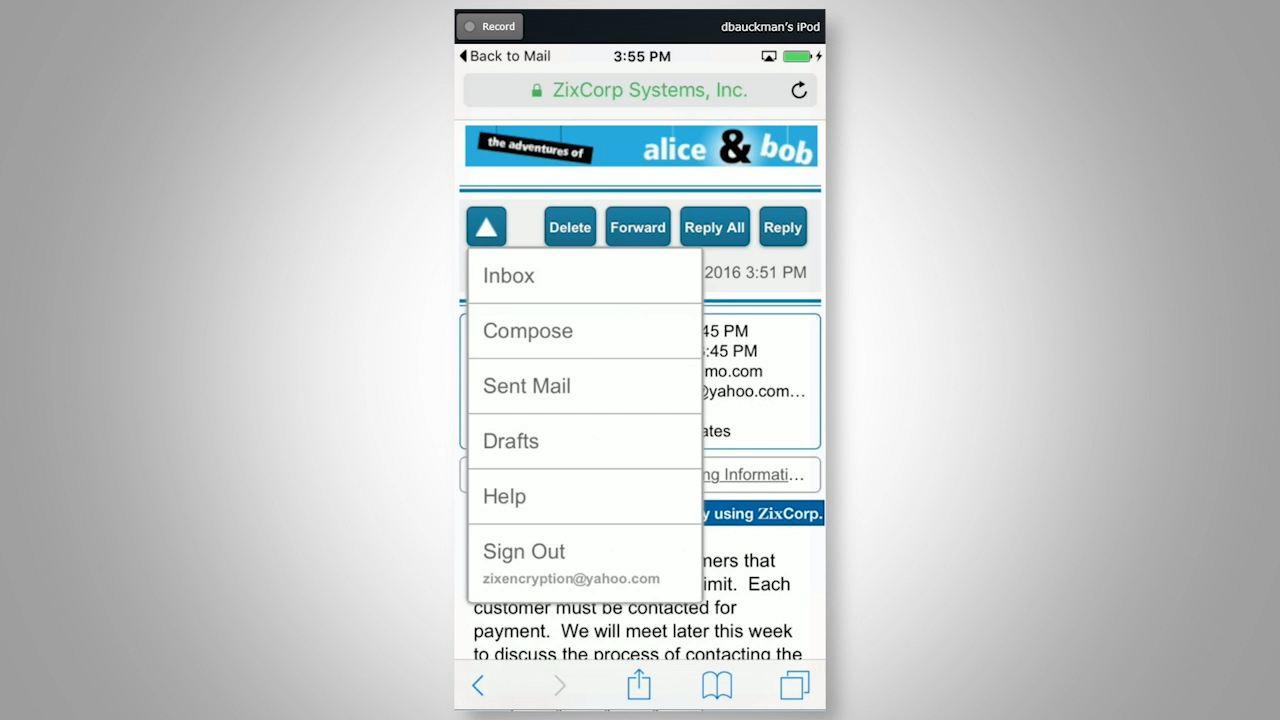 Record
dbauckman's iPod
Back to Mail
3:55 PM
ZixCorp Systems, Inc.
the adventures of
alice & bob
Delete
Forward
Reply All
Reply
2016 3:51 PM
Inbox
Compose
Sent Mail
Drafts
Help
Sign Out
zixencryption@yahoo.com
45 PM
:45 PM
mo.com
@yahoo.com...
ates
ng Informati...
y using ZixCorp.
mers that
imit. Each
customer must be contacted for
payment. We will meet later this week
to discuss the process of contacting the